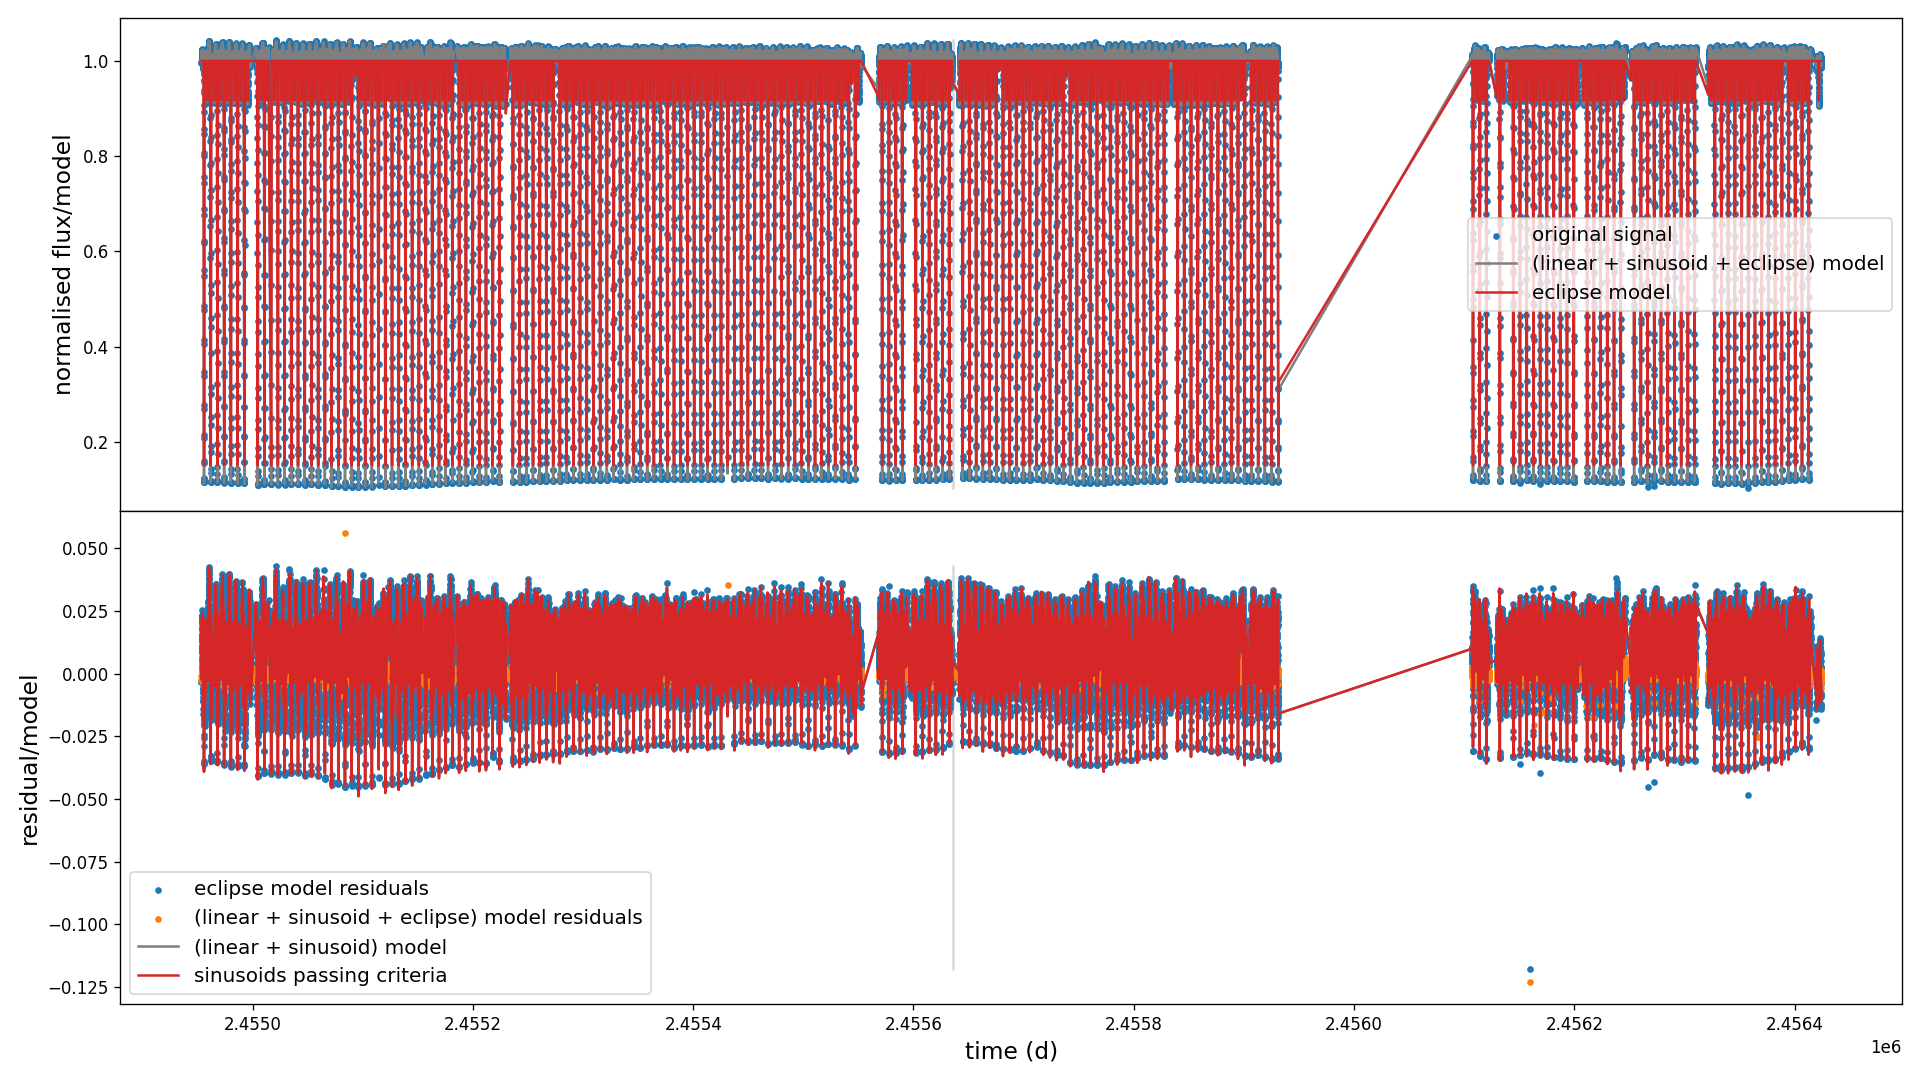 1.0
0.8
0.6
0.4
0.2
normalised flux/model
original signal
(linear + sinusoid + eclipse) model
eclipse model
0.050
0.025
0.000
−0.025
−0.050
−0.075
−0.100
−0.125
residual/model
eclipse model residuals
(linear + sinusoid + eclipse) model residuals
(linear + sinusoid) model
sinusoids passing criteria
2.4550 2.4552 2.4554 2.4556 2.4558 2.4560 2.4562 2.4564
time (d)
1e6